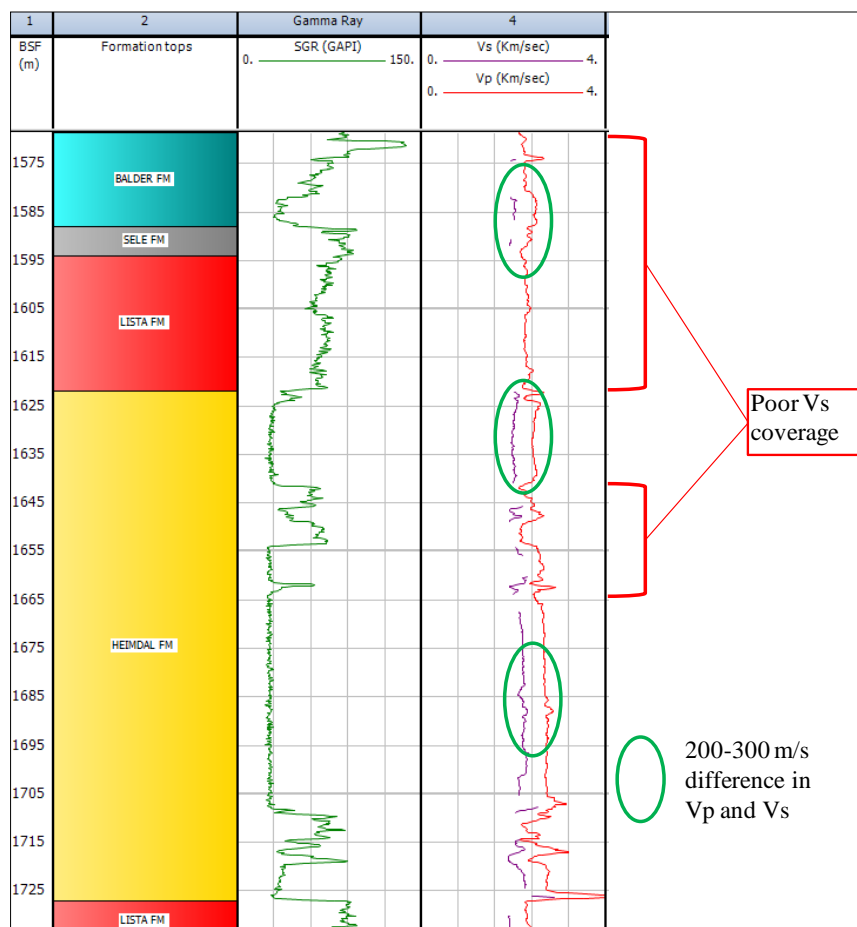 1 2 Gamma Ray 4
BSF Formation tops SGR (GAPI) Vs (Km/sec)
(m) 0. 150. 0. 4.
Vp (Km/sec)
0. 4.
1575
BALDER FM
1585
SELE FM
1595
1605
LISTA FM
1615
1625
Poor Vs
coverage
1635
1645
1655
1665
HEIMDAL FM
1675
1685
1695
200-300 m/s
difference in
Vp and Vs
1705
1715
1725
LISTA FM